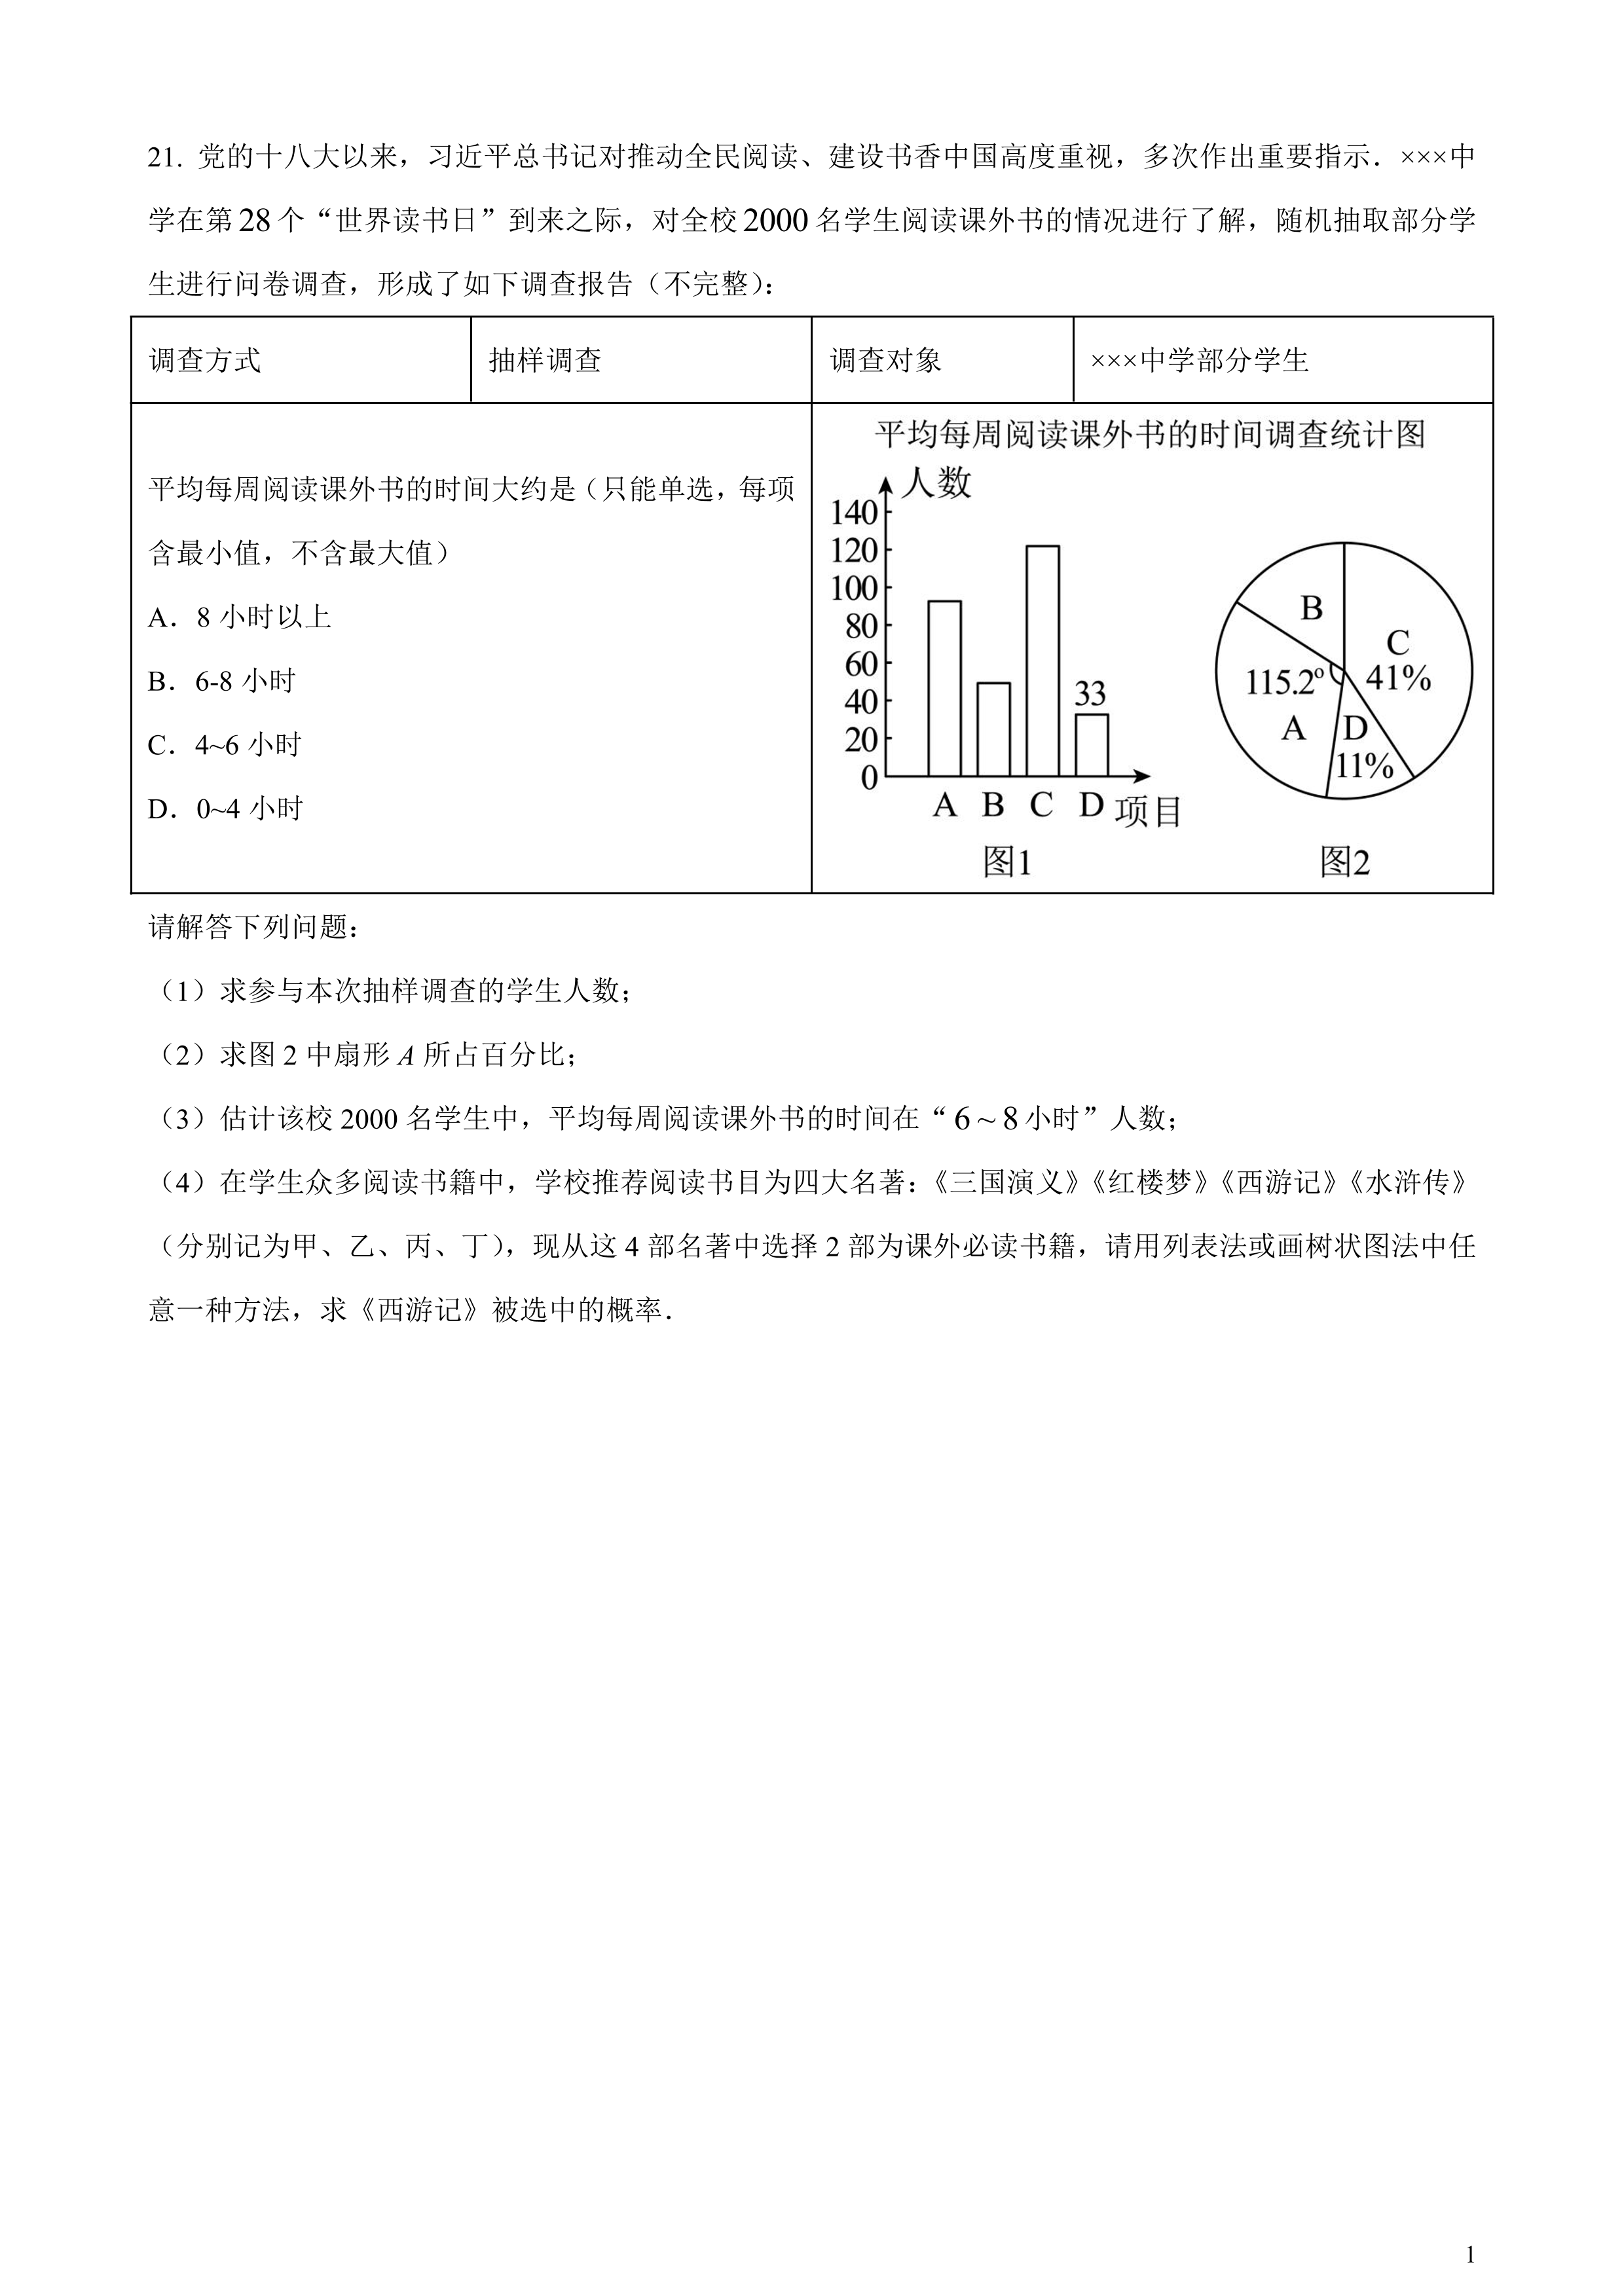 21. 党的十八大以来，习近平总书记对推动全民阅读、建设书香中国高度重视，多次作出重要指示．×××中
学在第28个“世界读书日”到来之际，对全校2000名学生阅读课外书的情况进行了解，随机抽取部分学
生进行问卷调查，形成了如下调查报告（不完整）：
调查方式 抽样调查 调查对象 ×××中学部分学生
平均每周阅读课外书的时间大约是（只能单选，每项
含最小值，不含最大值）
A．8 小时以上
B．6-8 小时
C．4~6 小时
D．0~4 小时
平均每周阅读课外书的时间调查统计图
人数
140
120
100
80
60
40
20
0
33
A B C D 项目
图1
B
C
41%
115.2°
A
D
11%
图2
请解答下列问题：
（1）求参与本次抽样调查的学生人数；
（2）求图 2 中扇形 A 所占百分比；
（3）估计该校 2000 名学生中，平均每周阅读课外书的时间在“6 ~ 8小时”人数；
（4）在学生众多阅读书籍中，学校推荐阅读书目为四大名著：《三国演义》《红楼梦》《西游记》《水浒传》
（分别记为甲、乙、丙、丁），现从这 4 部名著中选择 2 部为课外必读书籍，请用列表法或画树状图法中任
意一种方法，求《西游记》被选中的概率．
1